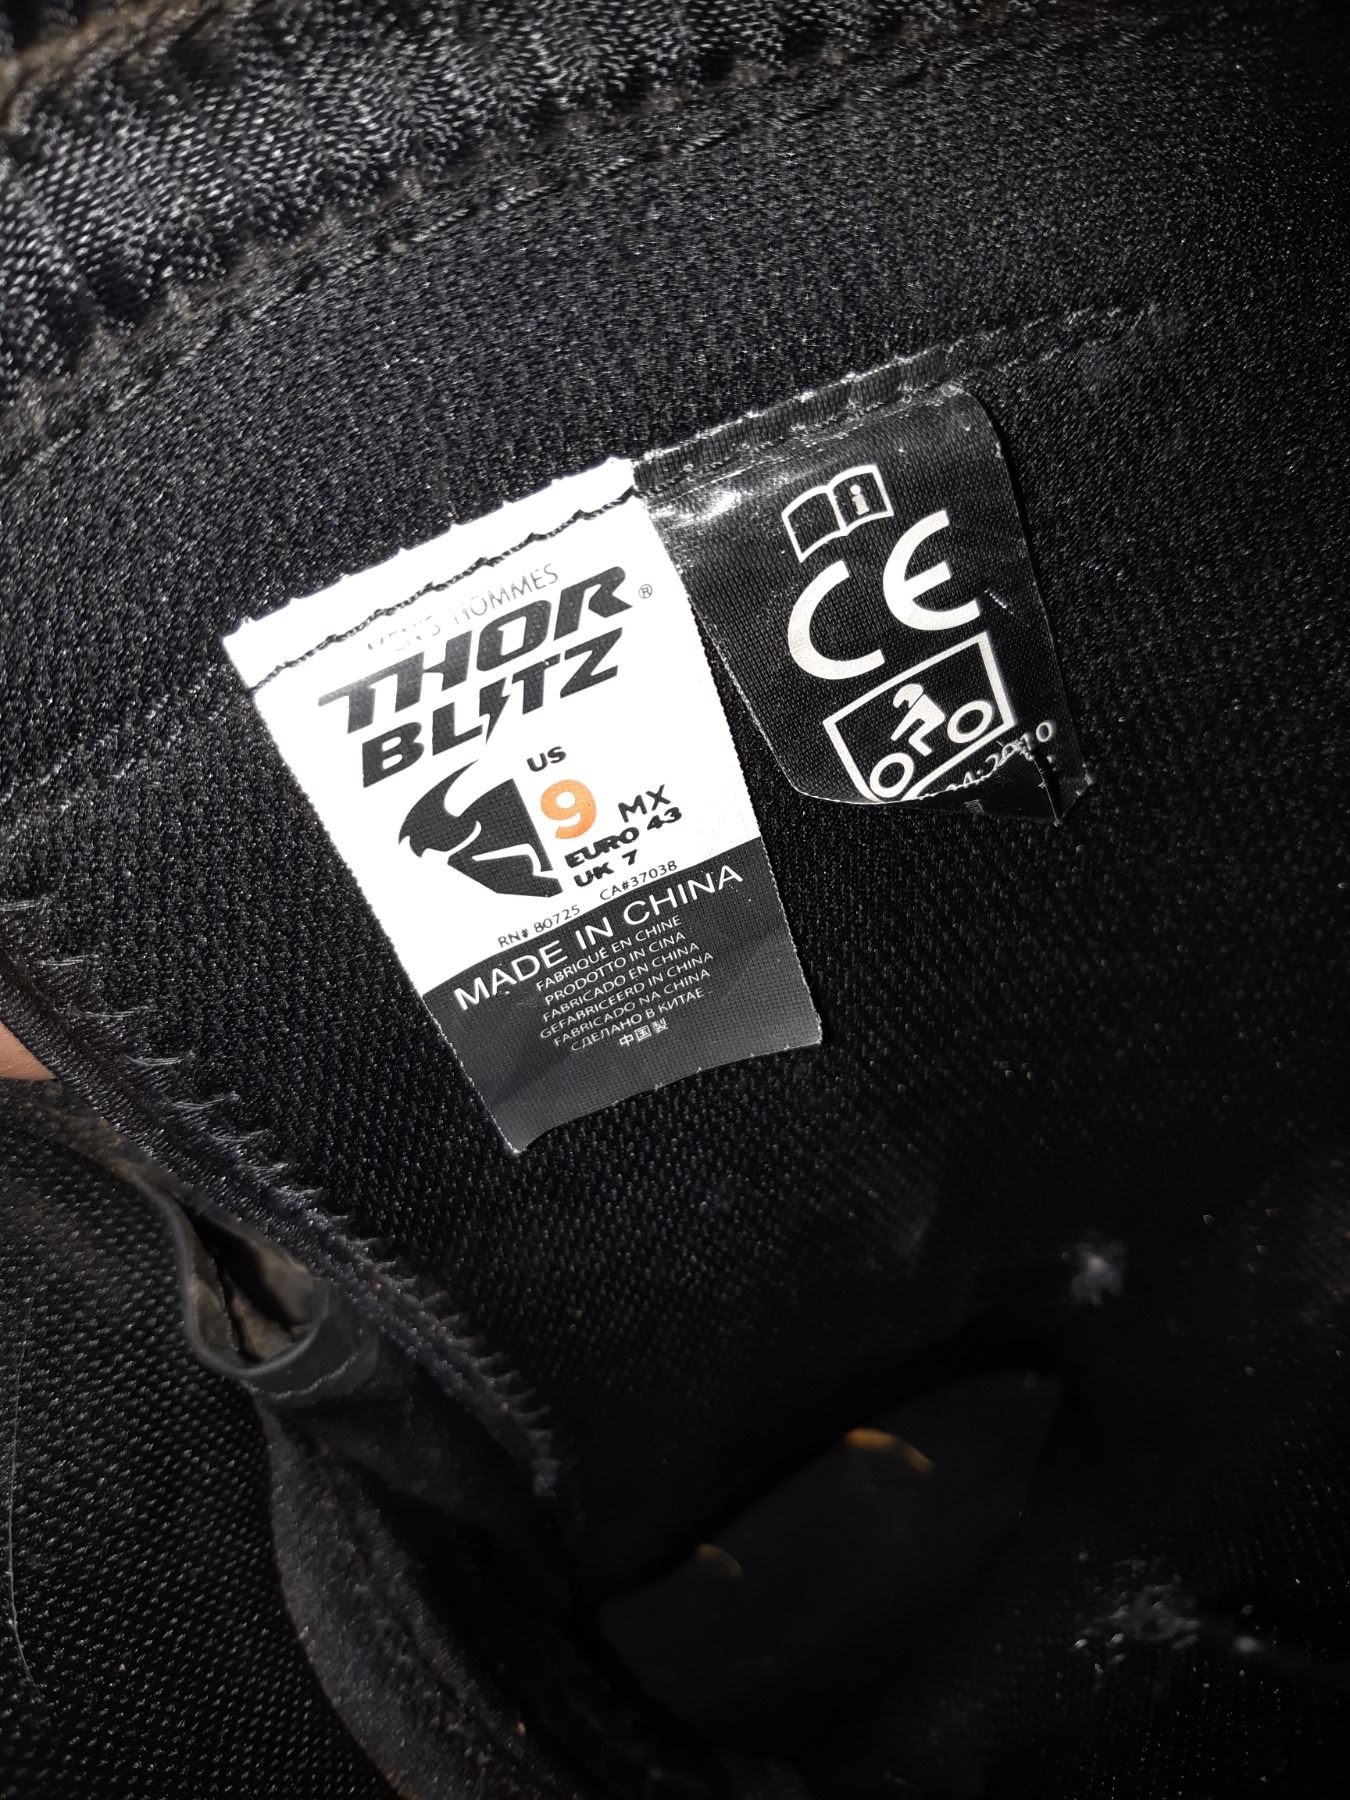 MEN'S HOMMES
THOR®
BLITZ
US
9 MX
EURO 43
UK 7
RN# 80725 CA#37038
MADE IN CHINA
FABRIQUÉ EN CHINE
PRODOTTO IN CINA
FABRICADO EN CHINA
GEFABRICEERD IN CHINA
FABRICADO NA CHINA
СДЕЛАНО В КИТАЕ
中国製
i
CE